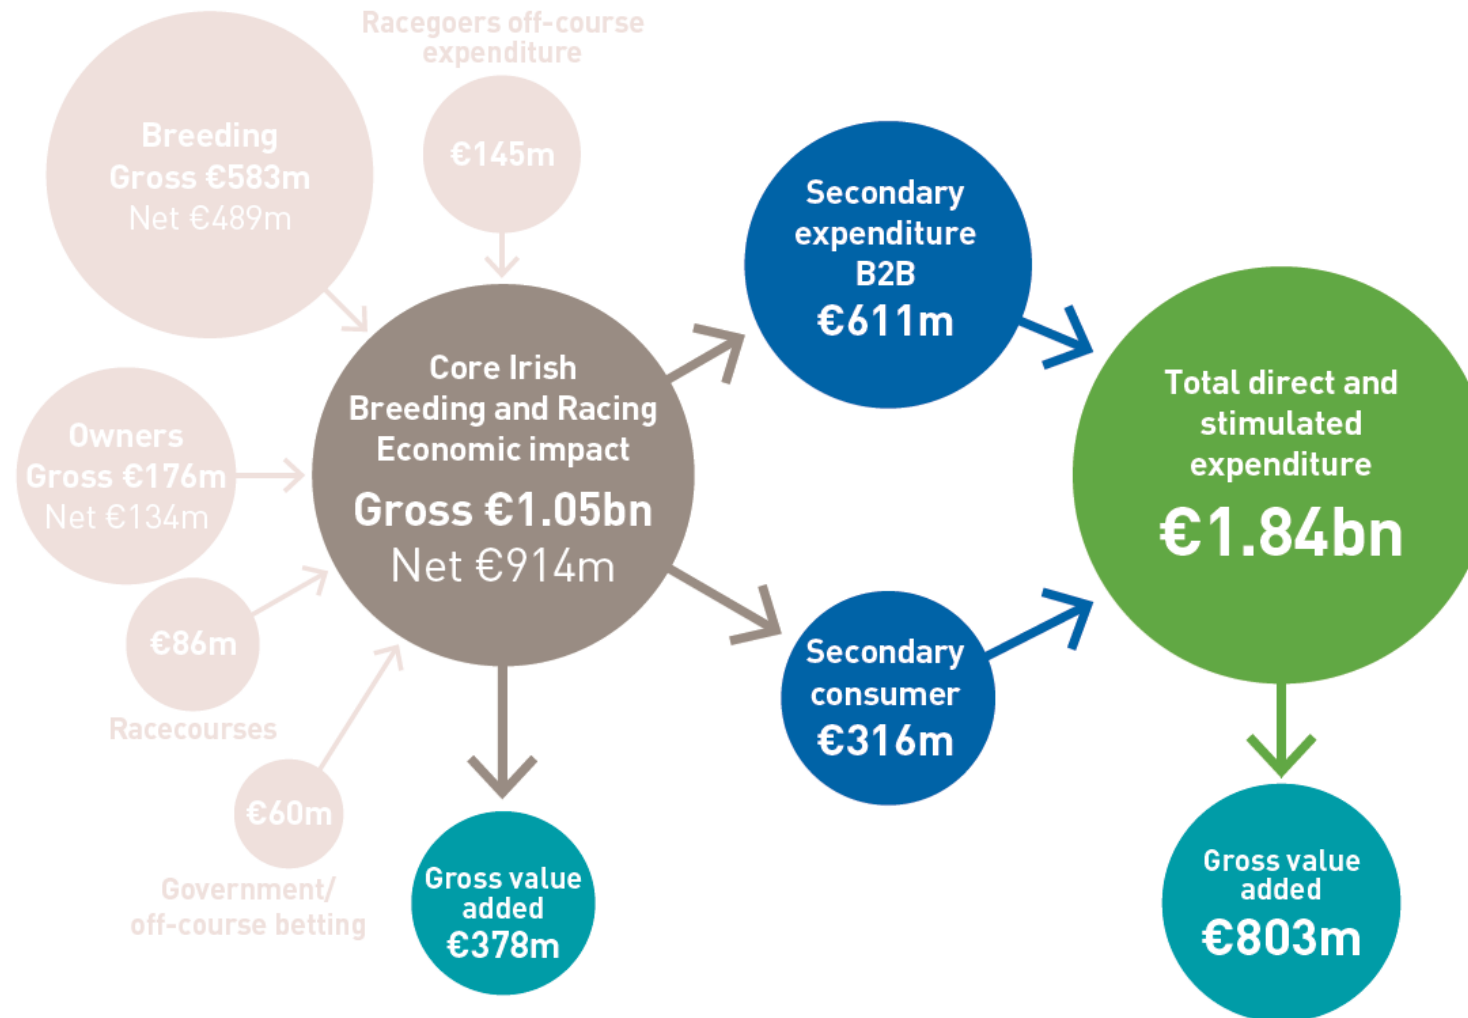 Racegoers off-course
expenditure
€145m
Breeding
Gross €583m
Net €489m
Owners
Gross €176m
Net €134m
€86m
Racecourses
€60m
Government/
off-course betting
Core Irish
Breeding and Racing
Economic impact
Gross €1.05bn
Net €914m
Gross value
added
€378m
Secondary
expenditure
B2B
€611m
Secondary
consumer
€316m
Total direct and
stimulated
expenditure
€1.84bn
Gross value
added
€803m